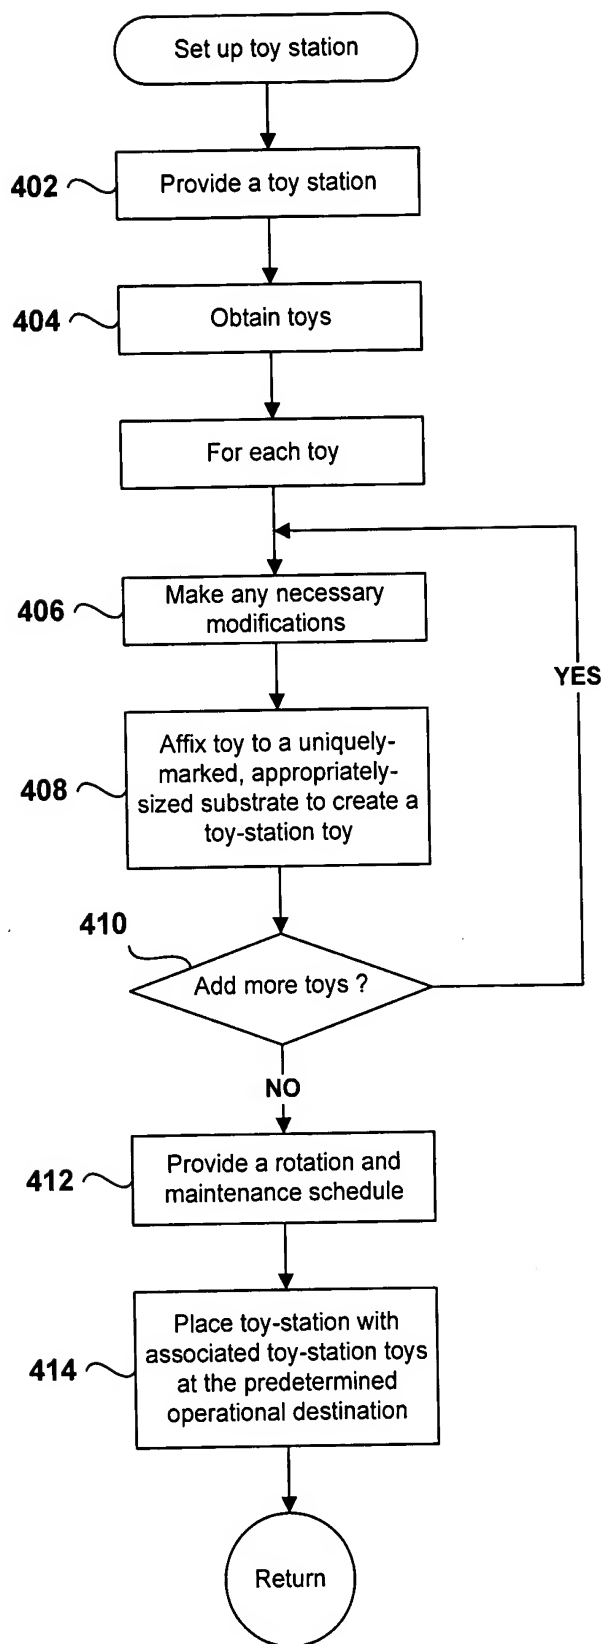 Set up toy station
402
Provide a toy station
404
Obtain toys
For each toy
406
Make any necessary
modifications
YES
408
Affix toy to a uniquely-
marked, appropriately-
sized substrate to create a
toy-station toy
410
Add more toys ?
NO
412
Provide a rotation and
maintenance schedule
414
Place toy-station with
associated toy-station toys
at the predetermined
operational destination
Return